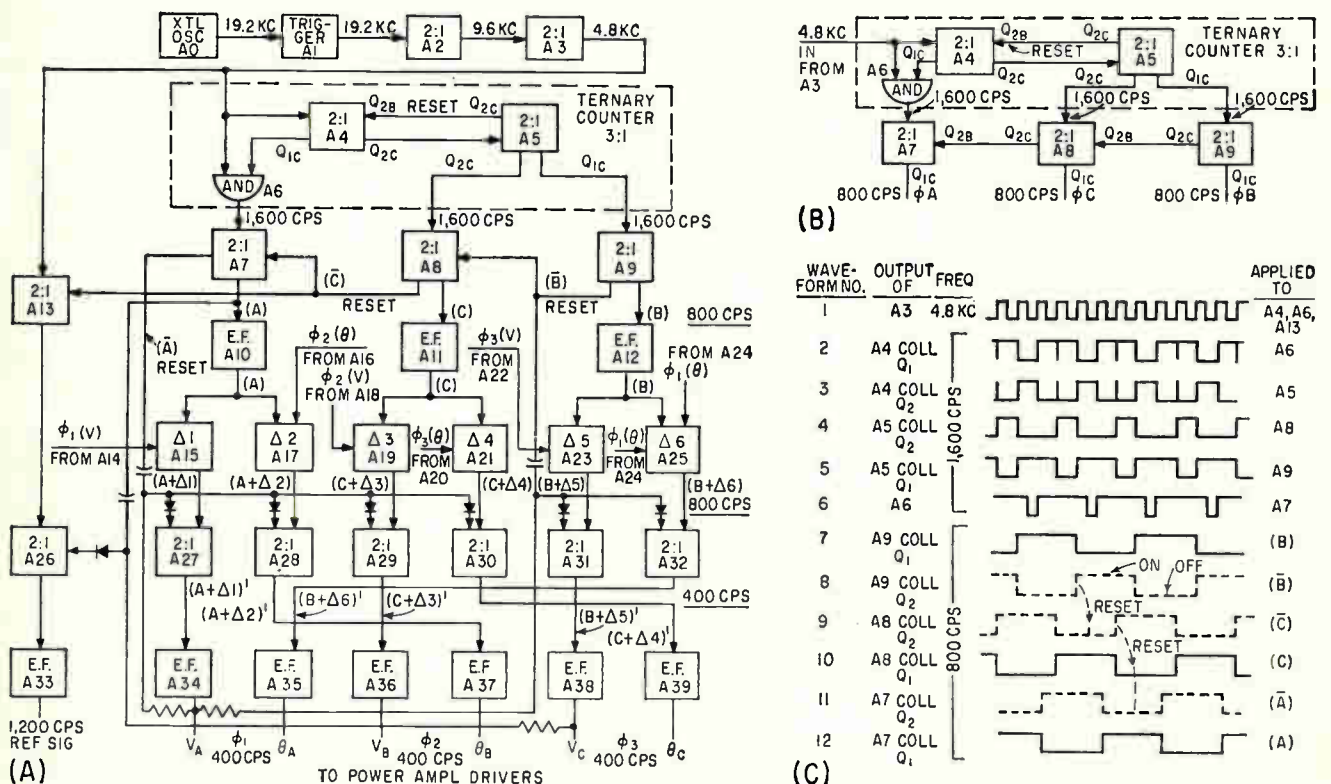 XTL OSC A0
19.2 KC
TRIG-GER A1
19.2 KC
2:1 A2
9.6 KC
2:1 A3
4.8 KC
TERNARY COUNTER 3:1
2:1 A4
Q2B RESET Q2C
2:1 A5
Q1C
Q2C
Q2C
Q1C
AND A6
1,600 CPS
1,600 CPS
1,600 CPS
2:1 A7
2:1 A8
2:1 A9
2:1 A13
(C̄)
RESET
(B̄)
RESET
(A)
(C)
(B)
800 CPS
E.F. A10
E.F. A11
E.F. A12
(Ā) RESET
ϕ2(θ) FROM A16
ϕ2(V) FROM A18
ϕ3(V) FROM A22
FROM A24 ϕ1(θ)
(A)
(C)
(B)
ϕ1(V) FROM A14
Δ1 A15
Δ2 A17
Δ3 A19
ϕ3(θ) FROM A20
Δ4 A21
Δ5 A23
ϕ1(θ) FROM A24
Δ6 A25
(A+Δ1)
(A+Δ2)
(C+Δ3)
(C+Δ4)
(B+Δ5)
(B+Δ6)
800 CPS
2:1 A26
2:1 A27
2:1 A28
2:1 A29
2:1 A30
2:1 A31
2:1 A32
(A+Δ1)'
(A+Δ2)'
(B+Δ6)'
(C+Δ3)'
(B+Δ5)'
(C+Δ4)'
400 CPS
E.F. A33
E.F. A34
E.F. A35
E.F. A36
E.F. A37
E.F. A38
E.F. A39
1,200 CPS REF SIG
VA
ϕ1 400 CPS
θA
VB
ϕ2 400 CPS
θB
VC
ϕ3 400 CPS
θC
(A)
TO POWER AMPL DRIVERS
4.8 KC IN FROM A3
A6
AND
Q1C
2:1 A4
Q2B
RESET
Q2C
Q2C
2:1 A5
TERNARY COUNTER 3:1
Q2C
Q1C
1,600 CPS
1,600 CPS
1,600 CPS
2:1 A7
Q2B
Q2C
2:1 A8
Q2B
Q2C
2:1 A9
Q1C
800 CPS ϕA
Q1C
800 CPS ϕC
Q1C
800 CPS ϕB
(B)
WAVE-FORM NO.
OUTPUT OF
FREQ
APPLIED TO
1 A3 4.8 KC A4, A6, A13
2 A4 COLL Q1 A6
3 A4 COLL Q2 A5
4 A5 COLL Q2 A8
5 A5 COLL Q1 A9
6 A6 A7
1,600 CPS
7 A9 COLL Q1 (B)
8 A9 COLL Q2 ON OFF (B̄)
RESET
9 A8 COLL Q2 (C̄)
RESET
10 A8 COLL Q1 (C)
11 A7 COLL Q2 (Ā)
12 A7 COLL Q1 (A)
800 CPS
(C)